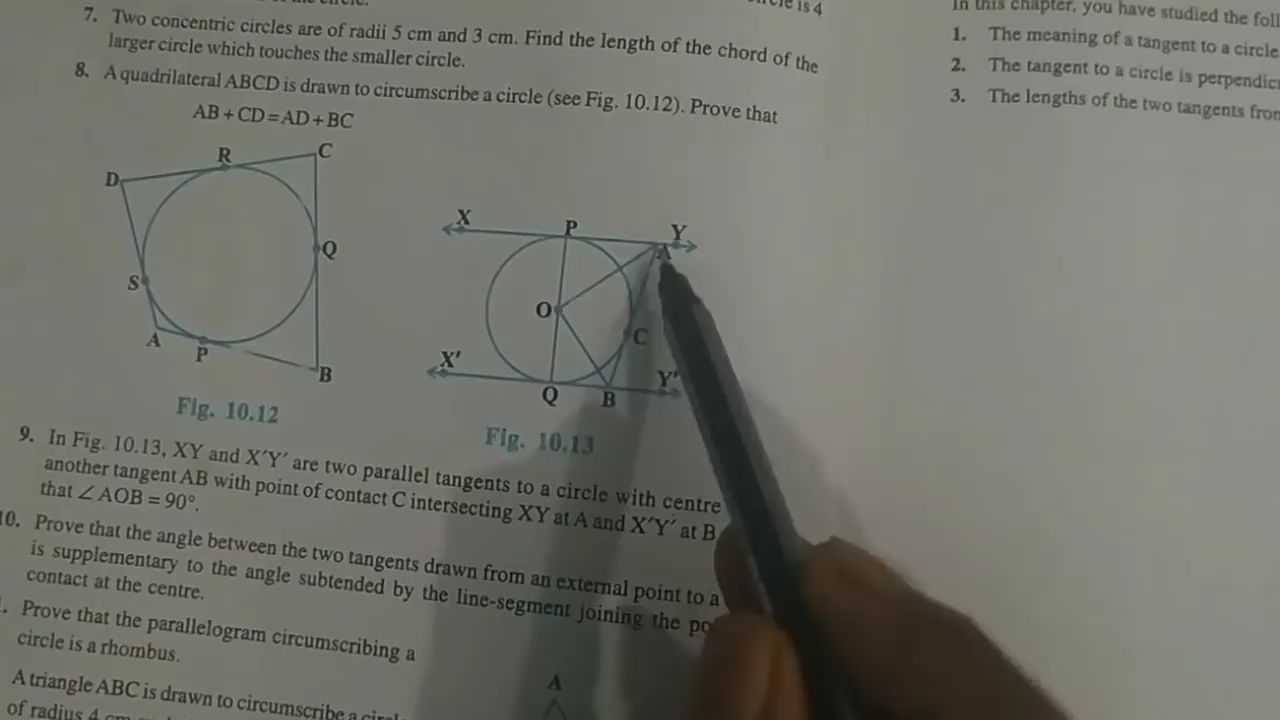 7. Two concentric circles are of radii 5 cm and 3 cm. Find the length of the chord of the
larger circle which touches the smaller circle.
8. A quadrilateral ABCD is drawn to circumscribe a circle (see Fig. 10.12). Prove that
AB + CD = AD + BC
R
C
D
Q
S
A
P
B
Fig. 10.12
X
P
Y
A
O
C
X'
Y'
Q
B
Fig. 10.13
9. In Fig. 10.13, XY and X'Y' are two parallel tangents to a circle with centre
another tangent AB with point of contact C intersecting XY at A and X'Y' at B
that ∠ AOB = 90°.
10. Prove that the angle between the two tangents drawn from an external point to a
is supplementary to the angle subtended by the line-segment joining the
contact at the centre.
Prove that the parallelogram circumscribing a
circle is a rhombus.
A triangle ABC is drawn to circumscribe a
of radius 4 cm
A
is 4
In this chapter, you have studied the
1. The meaning of a tangent to a circle
2. The tangent to a circle is
3. The lengths of the two tangents